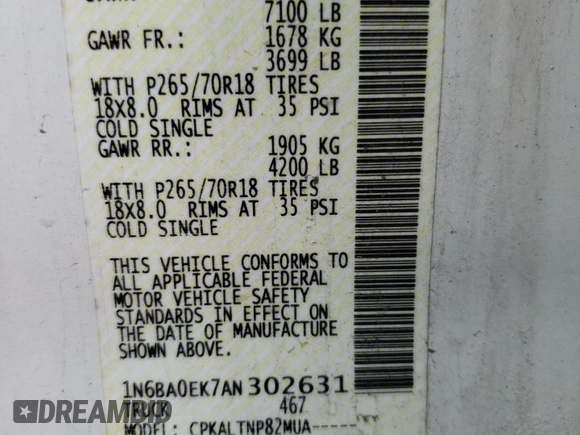 7100 LB
GAWR FR.: 1678 KG
3699 LB
WITH P265/70R18 TIRES
18X8.0 RIMS AT 35 PSI
COLD SINGLE
GAWR RR.: 1905 KG
4200 LB
WITH P265/70R18 TIRES
18X8.0 RIMS AT 35 PSI
COLD SINGLE
THIS VEHICLE CONFORMS TO
ALL APPLICABLE FEDERAL
MOTOR VEHICLE SAFETY
STANDARDS IN EFFECT ON
THE DATE OF MANUFACTURE
SHOWN ABOVE
1N6BA0EK7AN302631
TRUCK 467
MODEL: CPKALTNP82MUA-----
DREAMBID